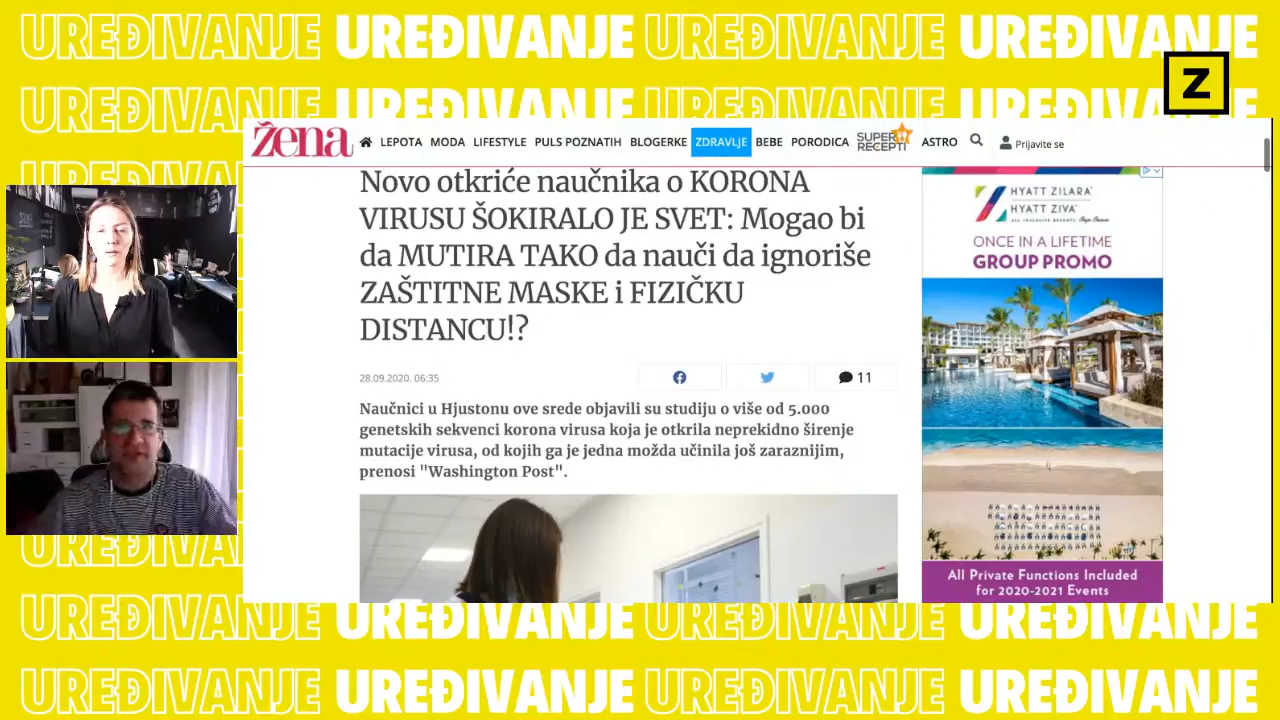 UREĐIVANJE UREĐIVANJE UREĐIVANJE UREĐIVANJE
UREĐIVANJE UREĐIVANJE UREĐIVANJE UREĐIVANJE
Z
žena
LEPOTA MODA LIFESTYLE PULS POZNATIH BLOGERKE ZDRAVLJE BEBE PORODICA SUPER RECEPTI ASTRO Prijavite se
Novo otkriće naučnika o KORONA
VIRUSU ŠOKIRALO JE SVET: Mogao bi
da MUTIRA TAKO da nauči da ignoriše
ZAŠTITNE MASKE i FIZIČKU
DISTANCU!?
28.09.2020. 06:35
11
Naučnici u Hjustonu ove srede objavili su studiju o više od 5.000
genetskih sekvenci korona virusa koja je otkrila neprekidno širenje
mutacije virusa, od kojih ga je jedna možda učinila još zaraznijim,
prenosi "Washington Post".
HYATT ZILARA
HYATT ZIVA
ONCE IN A LIFETIME
GROUP PROMO
All Private Functions Included
for 2020-2021 Events
UREĐIVANJE UREĐIVANJE UREĐIVANJE UREĐIVANJE
UREĐIVANJE UREĐIVANJE UREĐIVANJE UREĐIVANJE